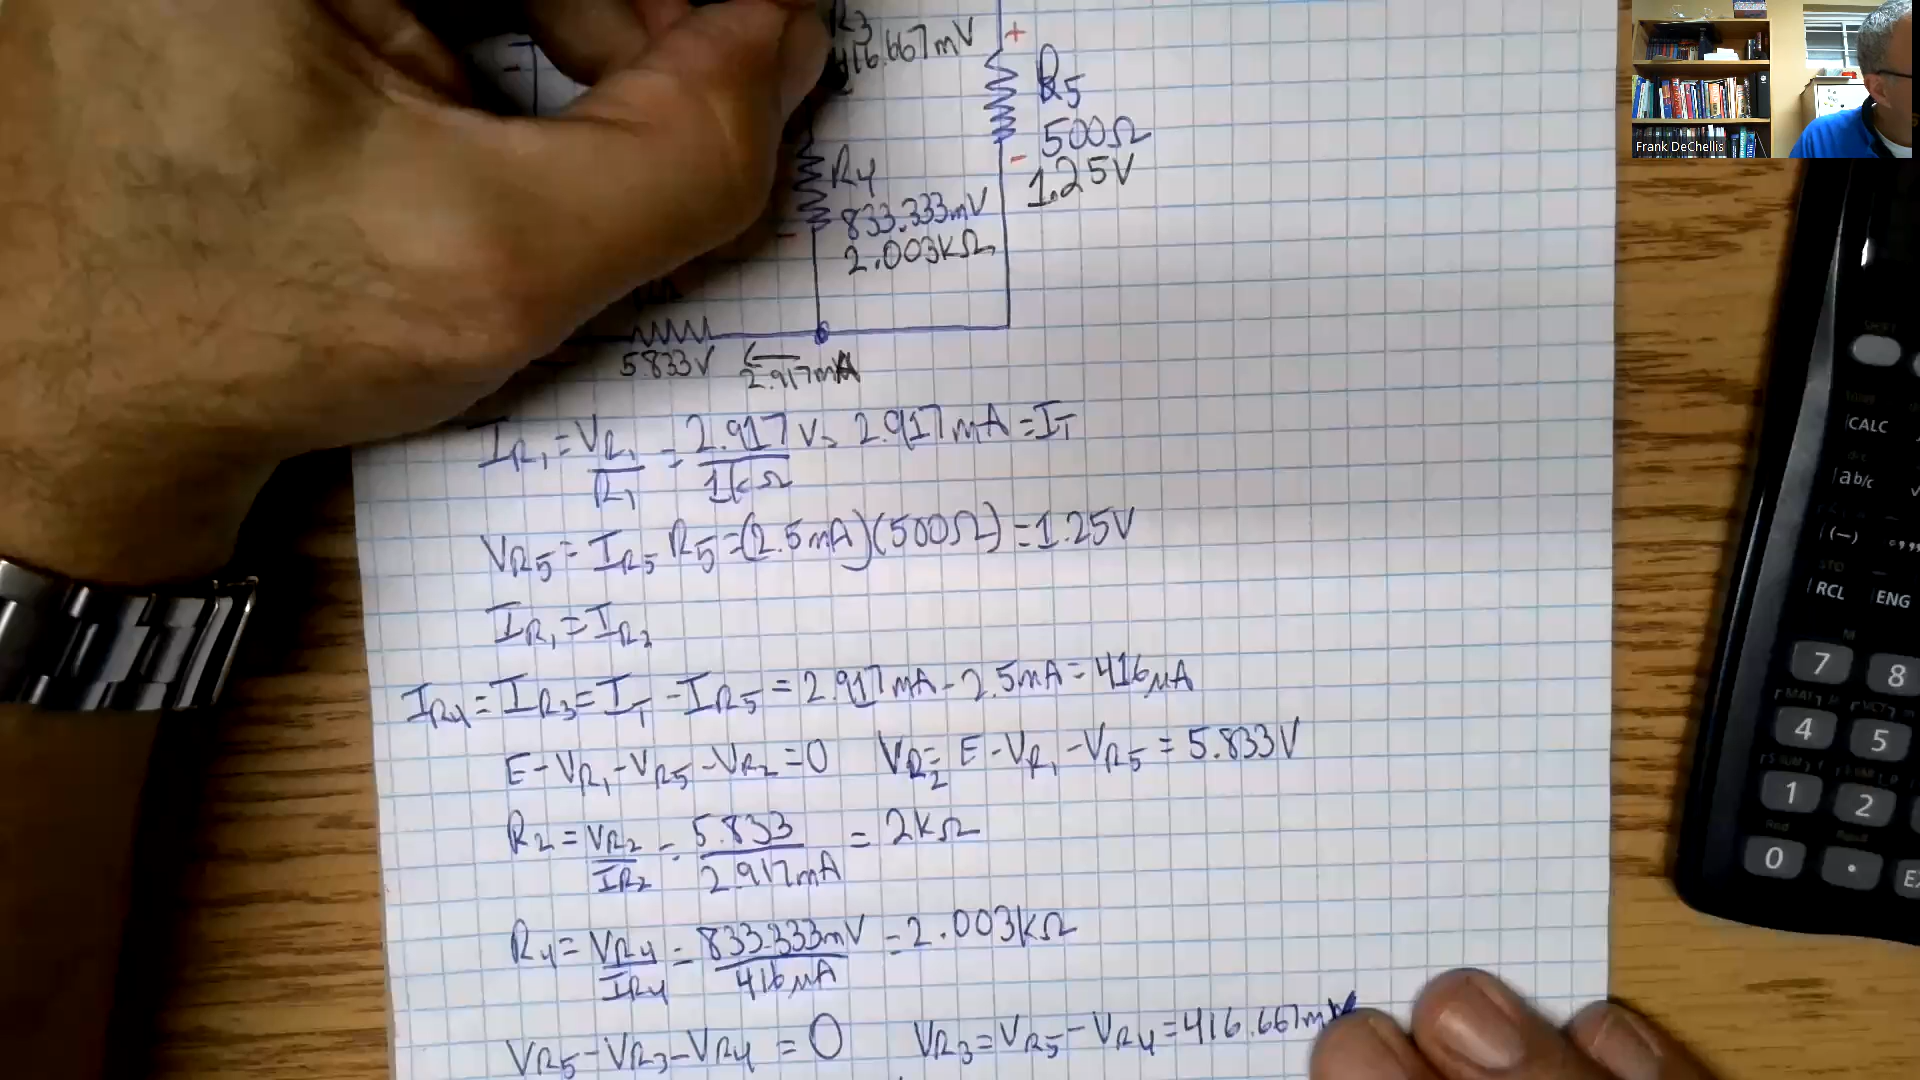 R3
416.667mV
+
R5
500Ω
-
1.25V
R4
833.333mV
2.003kΩ
-
5.833V
2.917mA
IR1 = VR1/R1 = 2.917V/1kΩ = 2.917mA = IT
VR5 = IR5 R5 = (2.5mA)(500Ω) = 1.25V
IR1 = IR2
IR4 = IR3 = IT - IR5 = 2.917mA - 2.5mA = 416μA
E - VR1 - VR5 - VR2 = 0 VR2 = E - VR1 - VR5 = 5.833V
R2 = VR2/IR2 = 5.833/2.917mA = 2kΩ
R4 = VR4/IR4 = 833.333mV/416μA = 2.003kΩ
VR5 - VR3 - VR4 = 0 VR3 = VR5 - VR4 = 416.667mV
Frank DeChellis
SHIFT
CALC
ab/c
(-)
STO
RCL
ENG
7
8
4
5
1
2
Rnd
0
.